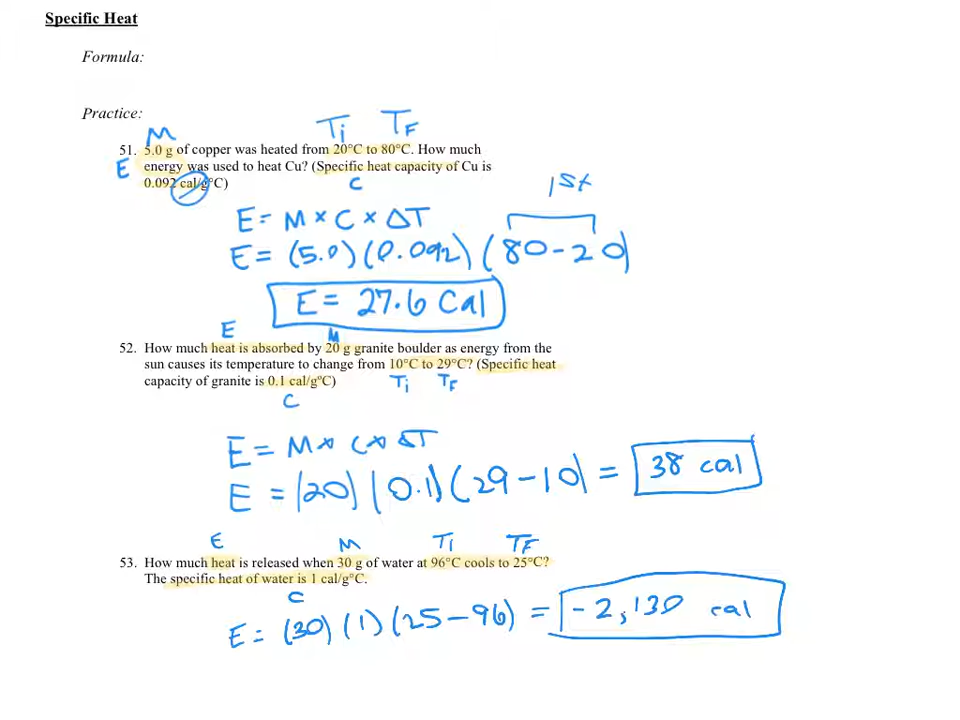 Specific Heat
Formula:
Practice:
M Ti TF
51. 5.0 g of copper was heated from 20°C to 80°C. How much
E energy was used to heat Cu? (Specific heat capacity of Cu is
0.092 cal/g°C)
C 1st
E = M × C × ΔT
E = (5.0) (0.092) (80 - 20)
E = 27.6 Cal
E M
52. How much heat is absorbed by 20 g granite boulder as energy from the
sun causes its temperature to change from 10°C to 29°C? (Specific heat
capacity of granite is 0.1 cal/g°C)
Ti TF
C
E = M × C × ΔT
E = (20) (0.1) (29 - 10) = 38 cal
E M Ti TF
53. How much heat is released when 30 g of water at 96°C cools to 25°C?
The specific heat of water is 1 cal/g°C.
C
E = (30) (1) (25 - 96) = -2,130 cal